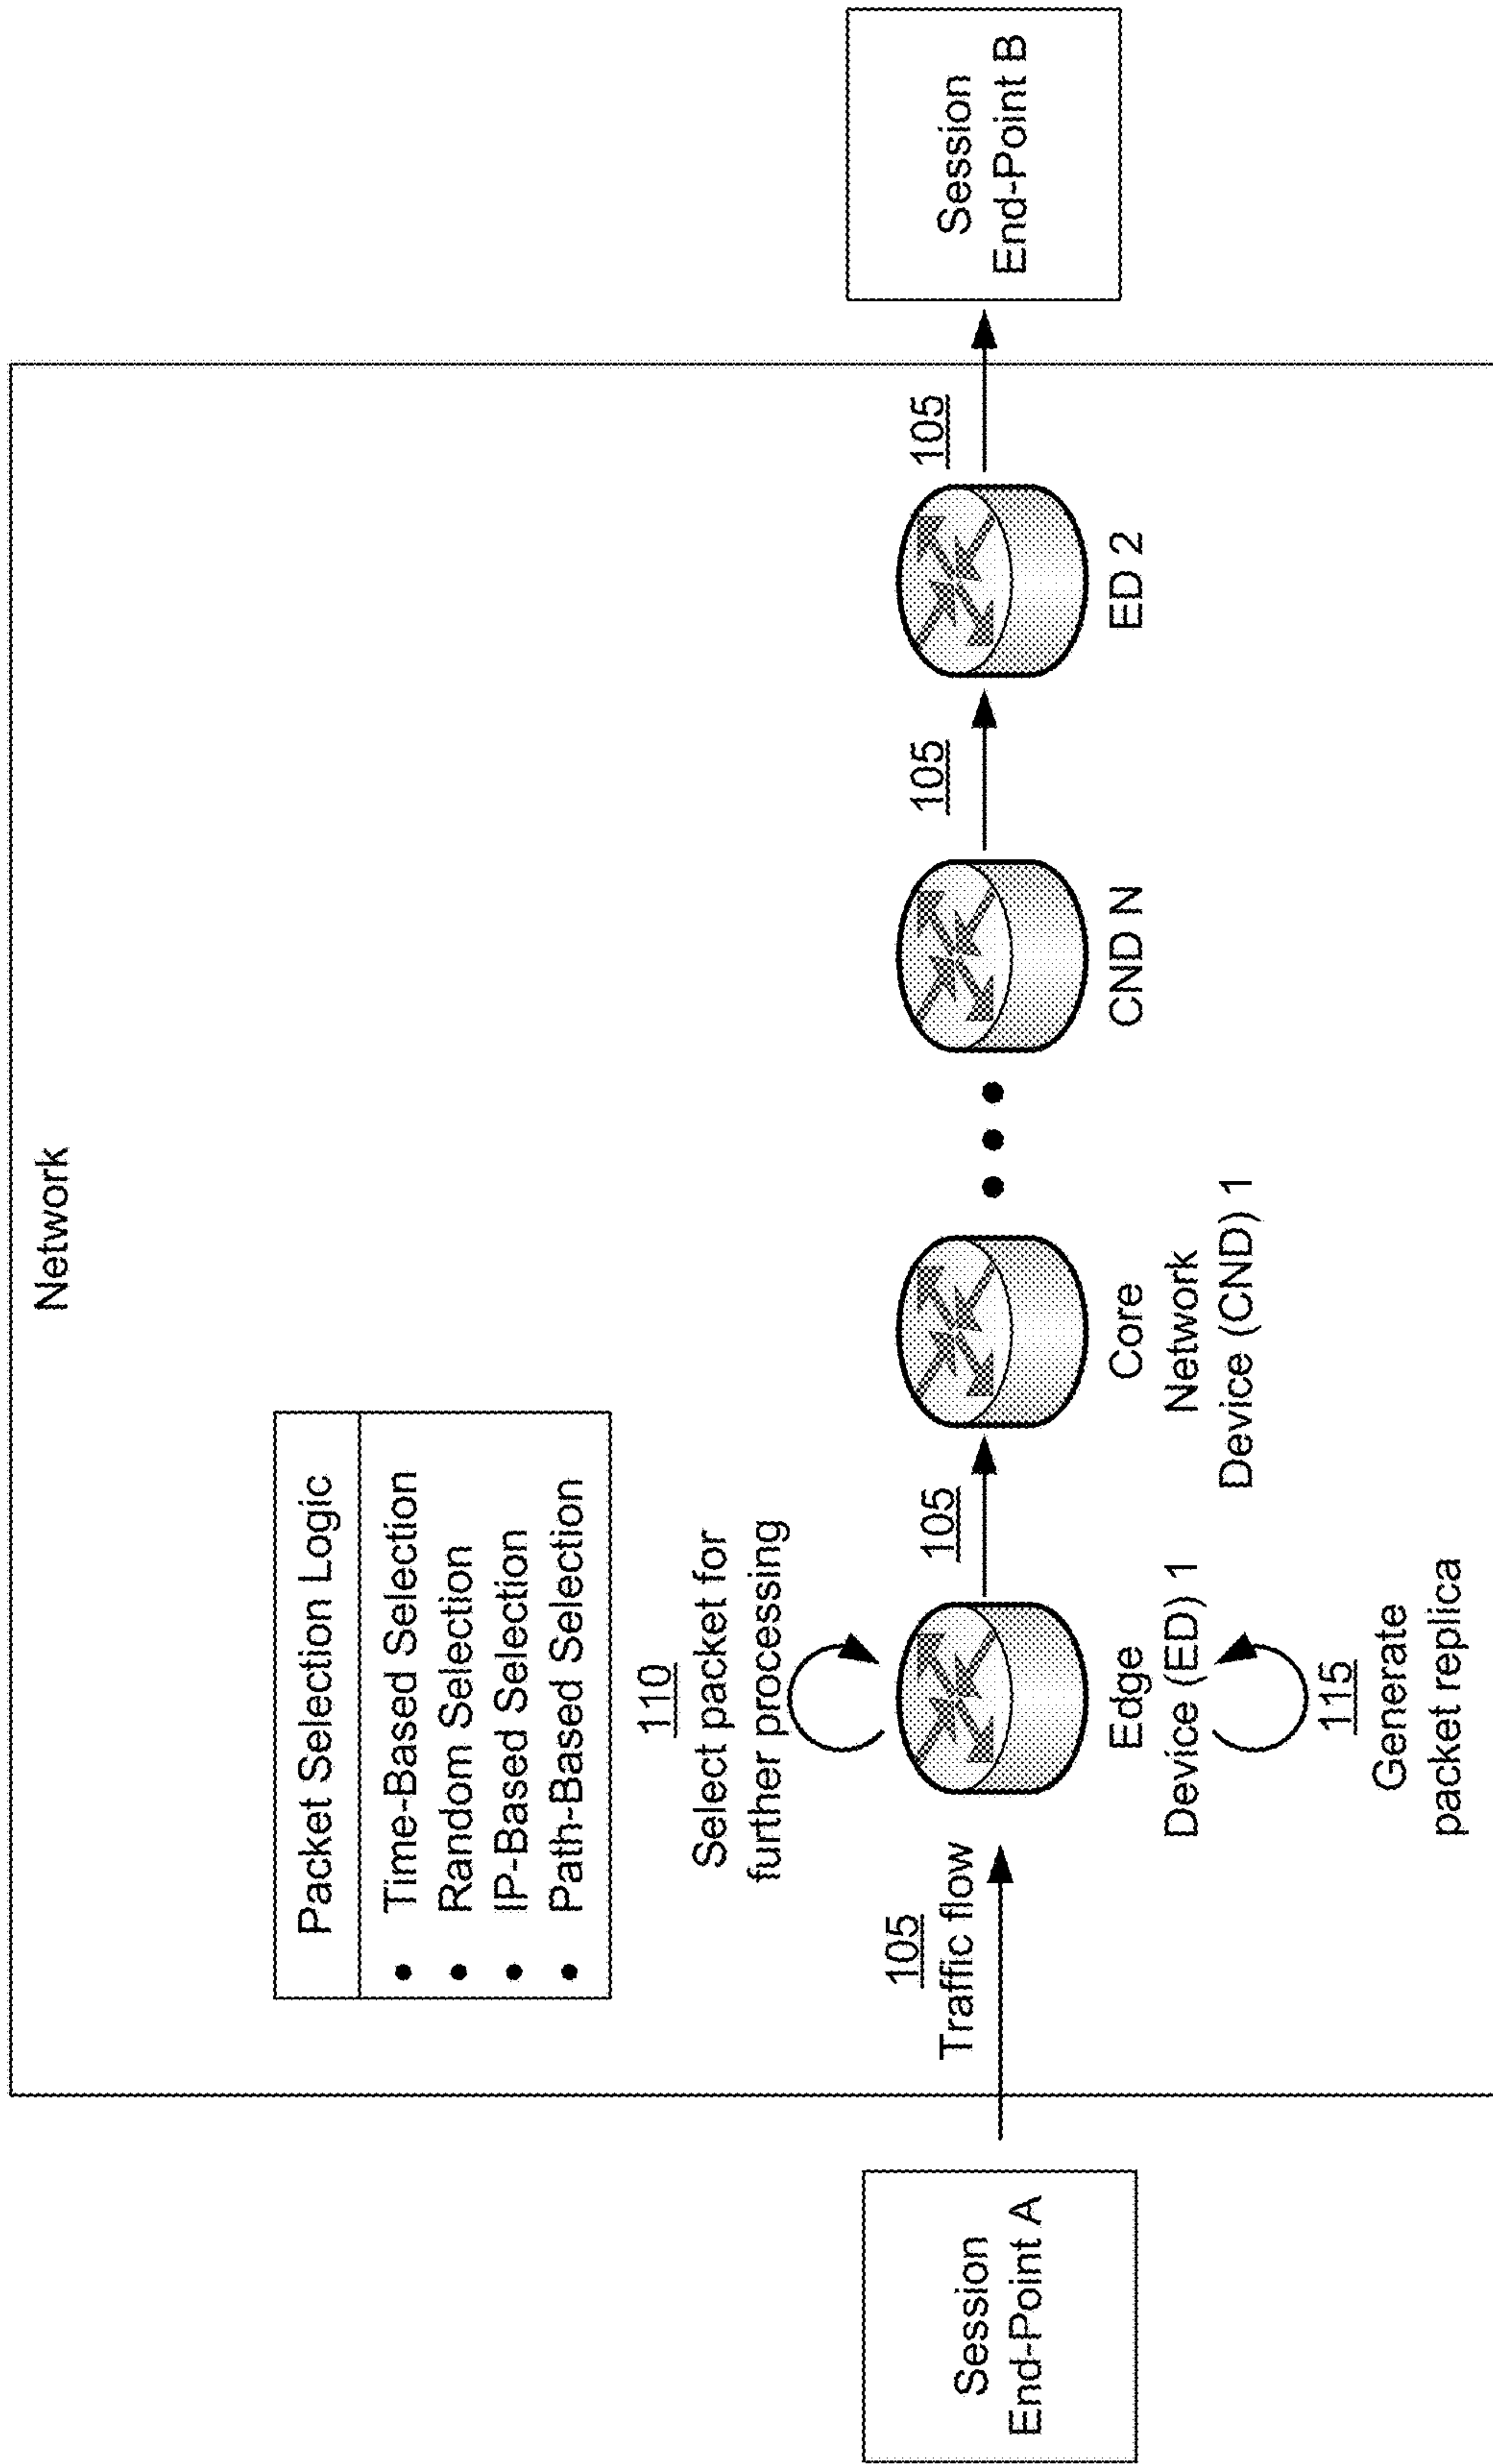 Network
Packet Selection Logic
• Time-Based Selection
• Random Selection
• IP-Based Selection
• Path-Based Selection
110
Select packet for
further processing
Session
End-Point A
105
Traffic flow
Edge
Device (ED) 1
115
Generate
packet replica
105
Core
Network
Device (CND) 1
• • •
CND N
105
ED 2
105
Session
End-Point B